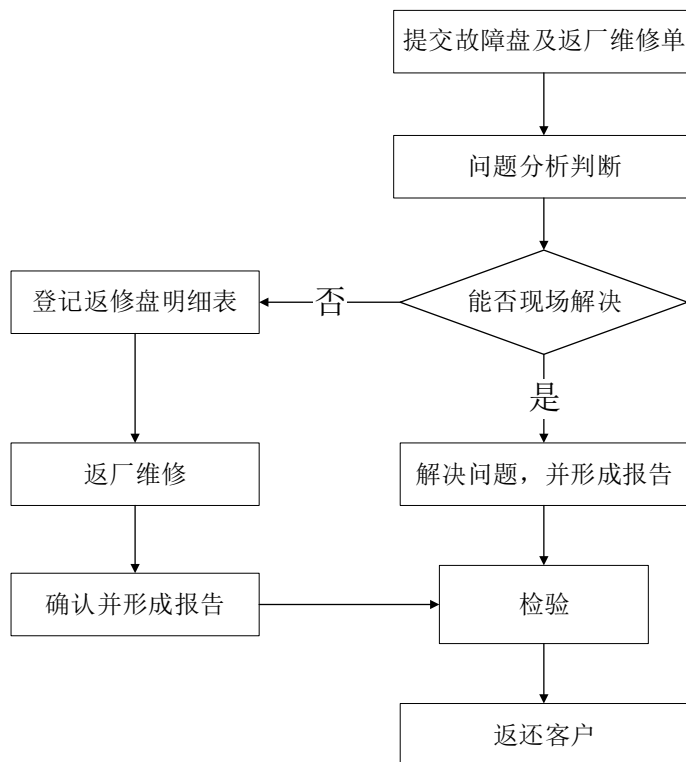 提交故障盘及返厂维修单
问题分析判断
能否现场解决
否
登记返修盘明细表
是
返厂维修
解决问题，并形成报告
确认并形成报告
检验
返还客户